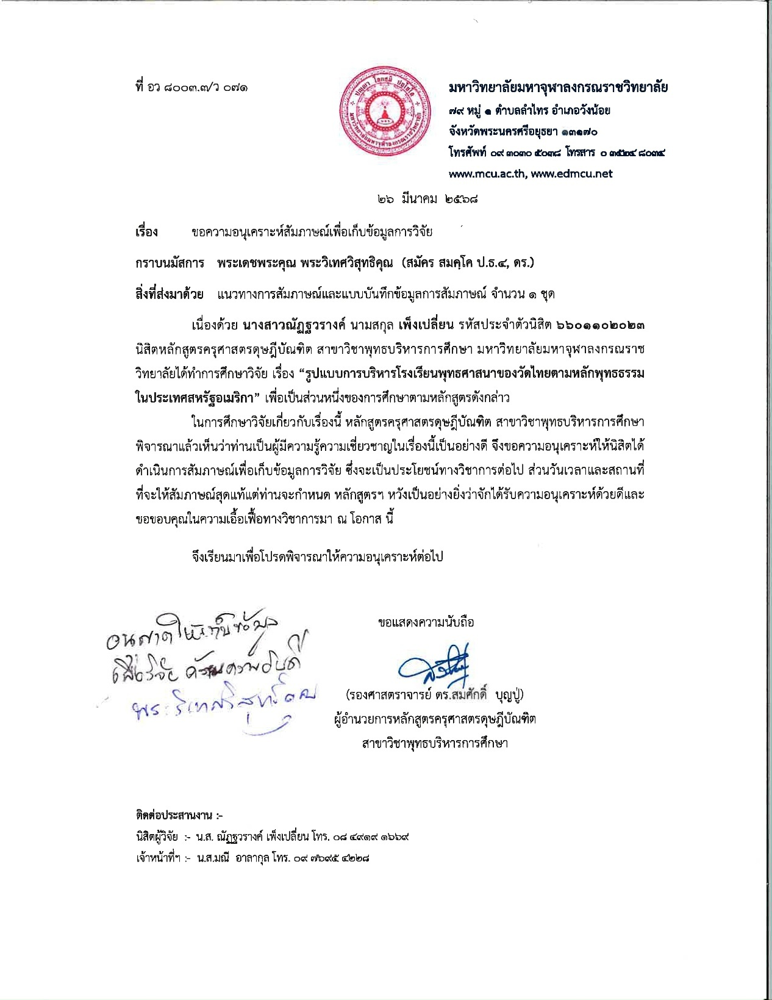 ที่ อว ๘๐๐๓.๓/ว ๐๗๑
ปญฺญา โลกสฺมิ ปชฺโชโต
มหาวิทยาลัยมหาจุฬาลงกรณราชวิทยาลัย
มหาวิทยาลัยมหาจุฬาลงกรณราชวิทยาลัย
๗๙ หมู่ ๑ ตำบลลำไทร อำเภอวังน้อย
จังหวัดพระนครศรีอยุธยา ๑๓๑๗๐
โทรศัพท์ ๐๙ ๓๐๓๐ ๕๐๓๘ โทรสาร ๐ ๓๕๒๔ ๘๐๓๔
www.mcu.ac.th, www.edmcu.net
๒๖ มีนาคม ๒๕๖๘
เรื่อง ขอความอนุเคราะห์สัมภาษณ์เพื่อเก็บข้อมูลการวิจัย
กราบนมัสการ พระเดชพระคุณ พระวิเทศวิสุทธิคุณ (สมัคร สมคฺโค ป.ธ.๔, ดร.)
สิ่งที่ส่งมาด้วย แนวทางการสัมภาษณ์และแบบบันทึกข้อมูลการสัมภาษณ์ จำนวน ๑ ชุด
เนื่องด้วย นางสาวณัฏฐวรางค์ นามสกุล เพ็งเปลี่ยน รหัสประจำตัวนิสิต ๖๖๐๑๑๐๒๐๒๓
นิสิตหลักสูตรครุศาสตรดุษฎีบัณฑิต สาขาวิชาพุทธบริหารการศึกษา มหาวิทยาลัยมหาจุฬาลงกรณราช
วิทยาลัยได้ทำการศึกษาวิจัย เรื่อง “รูปแบบการบริหารโรงเรียนพุทธศาสนาของวัดไทยตามหลักพุทธธรรม
ในประเทศสหรัฐอเมริกา” เพื่อเป็นส่วนหนึ่งของการศึกษาตามหลักสูตรดังกล่าว
ในการศึกษาวิจัยเกี่ยวกับเรื่องนี้ หลักสูตรครุศาสตรดุษฎีบัณฑิต สาขาวิชาพุทธบริหารการศึกษา
พิจารณาแล้วเห็นว่าท่านเป็นผู้มีความรู้ความเชี่ยวชาญในเรื่องนี้เป็นอย่างดี จึงขอความอนุเคราะห์ให้นิสิตได้
ดำเนินการสัมภาษณ์เพื่อเก็บข้อมูลการวิจัย ซึ่งจะเป็นประโยชน์ทางวิชาการต่อไป ส่วนวันเวลาและสถานที่
ที่จะให้สัมภาษณ์สุดแท้แต่ท่านจะกำหนด หลักสูตรฯ หวังเป็นอย่างยิ่งว่าจักได้รับความอนุเคราะห์ด้วยดีและ
ขอขอบคุณในความเอื้อเฟื้อทางวิชาการมา ณ โอกาส นี้
จึงเรียนมาเพื่อโปรดพิจารณาให้ความอนุเคราะห์ต่อไป
อนุญาตให้เก็บข้อมูล
เพื่อวิจัย ด้วยความยินดี
พระวิเทศวิสุทธิคุณ
ขอแสดงความนับถือ
(รองศาสตราจารย์ ดร.สมศักดิ์ บุญปู่)
ผู้อำนวยการหลักสูตรครุศาสตรดุษฎีบัณฑิต
สาขาวิชาพุทธบริหารการศึกษา
ติดต่อประสานงาน :-
นิสิตผู้วิจัย :- น.ส. ณัฏฐวรางค์ เพ็งเปลี่ยน โทร. ๐๘ ๔๙๑๙ ๑๖๖๙
เจ้าหน้าที่ฯ :- น.ส.มณี อาลากุล โทร. ๐๙ ๗๖๙๕ ๔๒๒๘